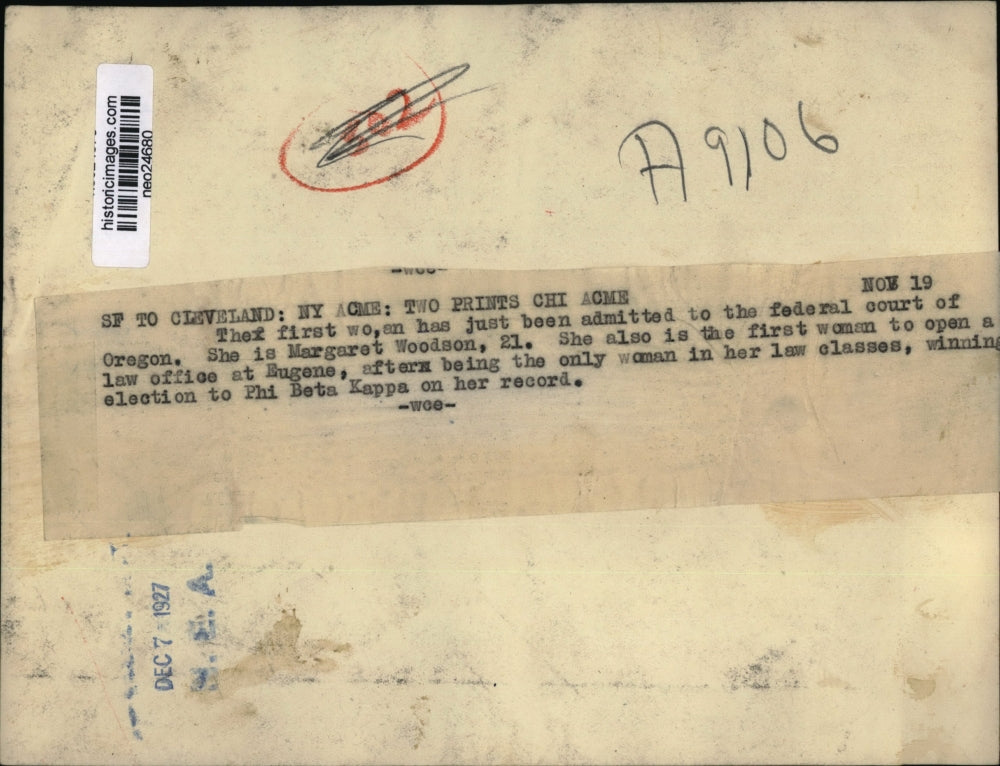 historicimages.com
neo24680
A9106
-wce-
SF TO CLEVELAND: NY ACME: TWO PRINTS CHI ACME NOV 19
Thex first wo,an has just been admitted to the federal court of
Oregon. She is Margaret Woodson, 21. She also is the first woman to open a
law office at Eugene, afterx being the only woman in her law classes, winning
election to Phi Beta Kappa on her record.
-wce-
DEC 7 1927
N. E. A.